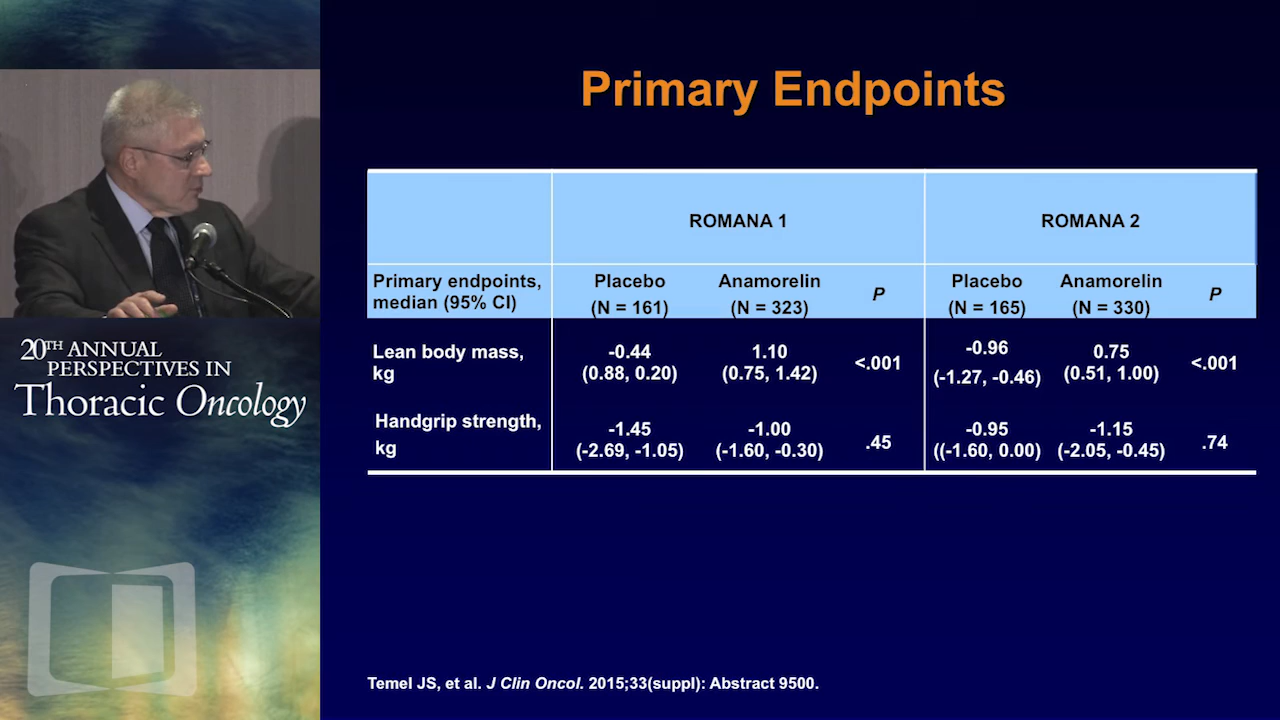 20TH ANNUAL
PERSPECTIVES IN
Thoracic Oncology
Primary Endpoints
ROMANA 1
ROMANA 2
Primary endpoints, median (95% CI)
Placebo (N = 161)
Anamorelin (N = 323)
P
Placebo (N = 165)
Anamorelin (N = 330)
P
Lean body mass, kg
-0.44 (0.88, 0.20)
1.10 (0.75, 1.42)
<.001
-0.96 (-1.27, -0.46)
0.75 (0.51, 1.00)
<.001
Handgrip strength, kg
-1.45 (-2.69, -1.05)
-1.00 (-1.60, -0.30)
.45
-0.95 ((-1.60, 0.00)
-1.15 (-2.05, -0.45)
.74
Temel JS, et al. J Clin Oncol. 2015;33(suppl): Abstract 9500.